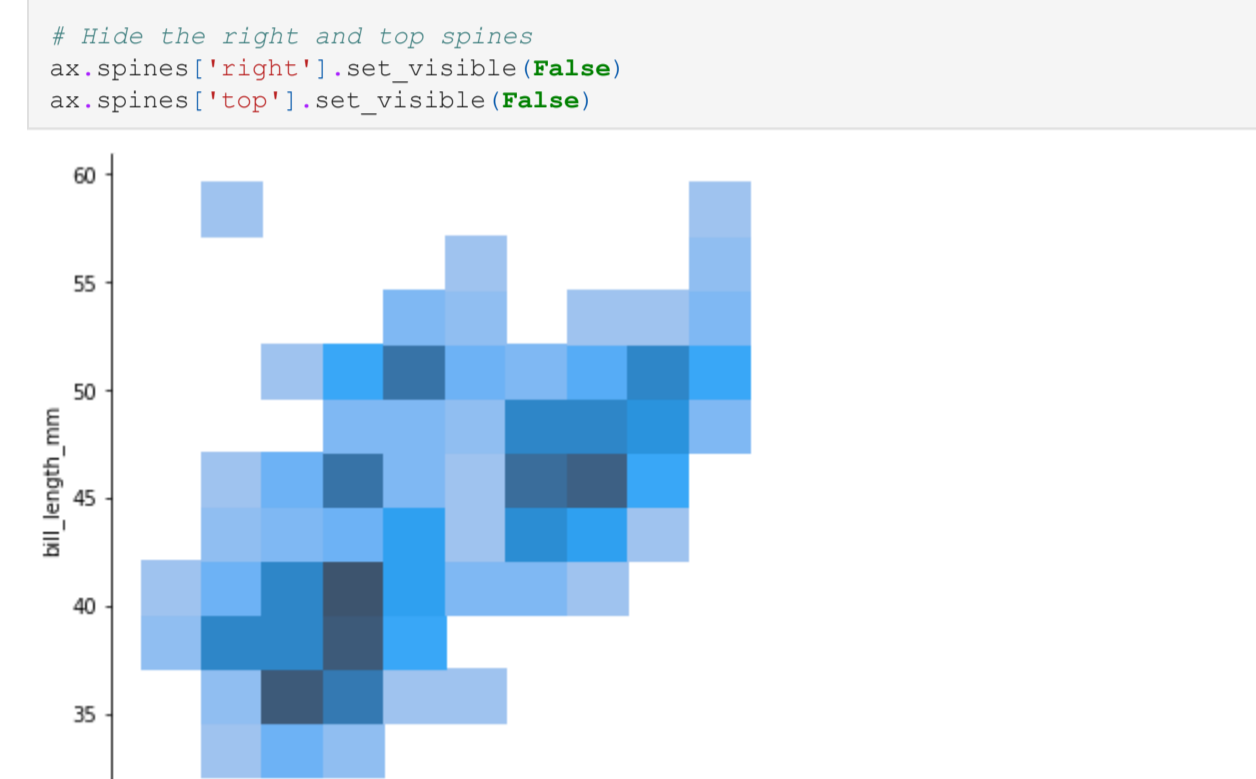 # Hide the right and top spines
ax.spines['right'].set_visible(False)
ax.spines['top'].set_visible(False)
60
55
50
bill_length_mm
45
40
35